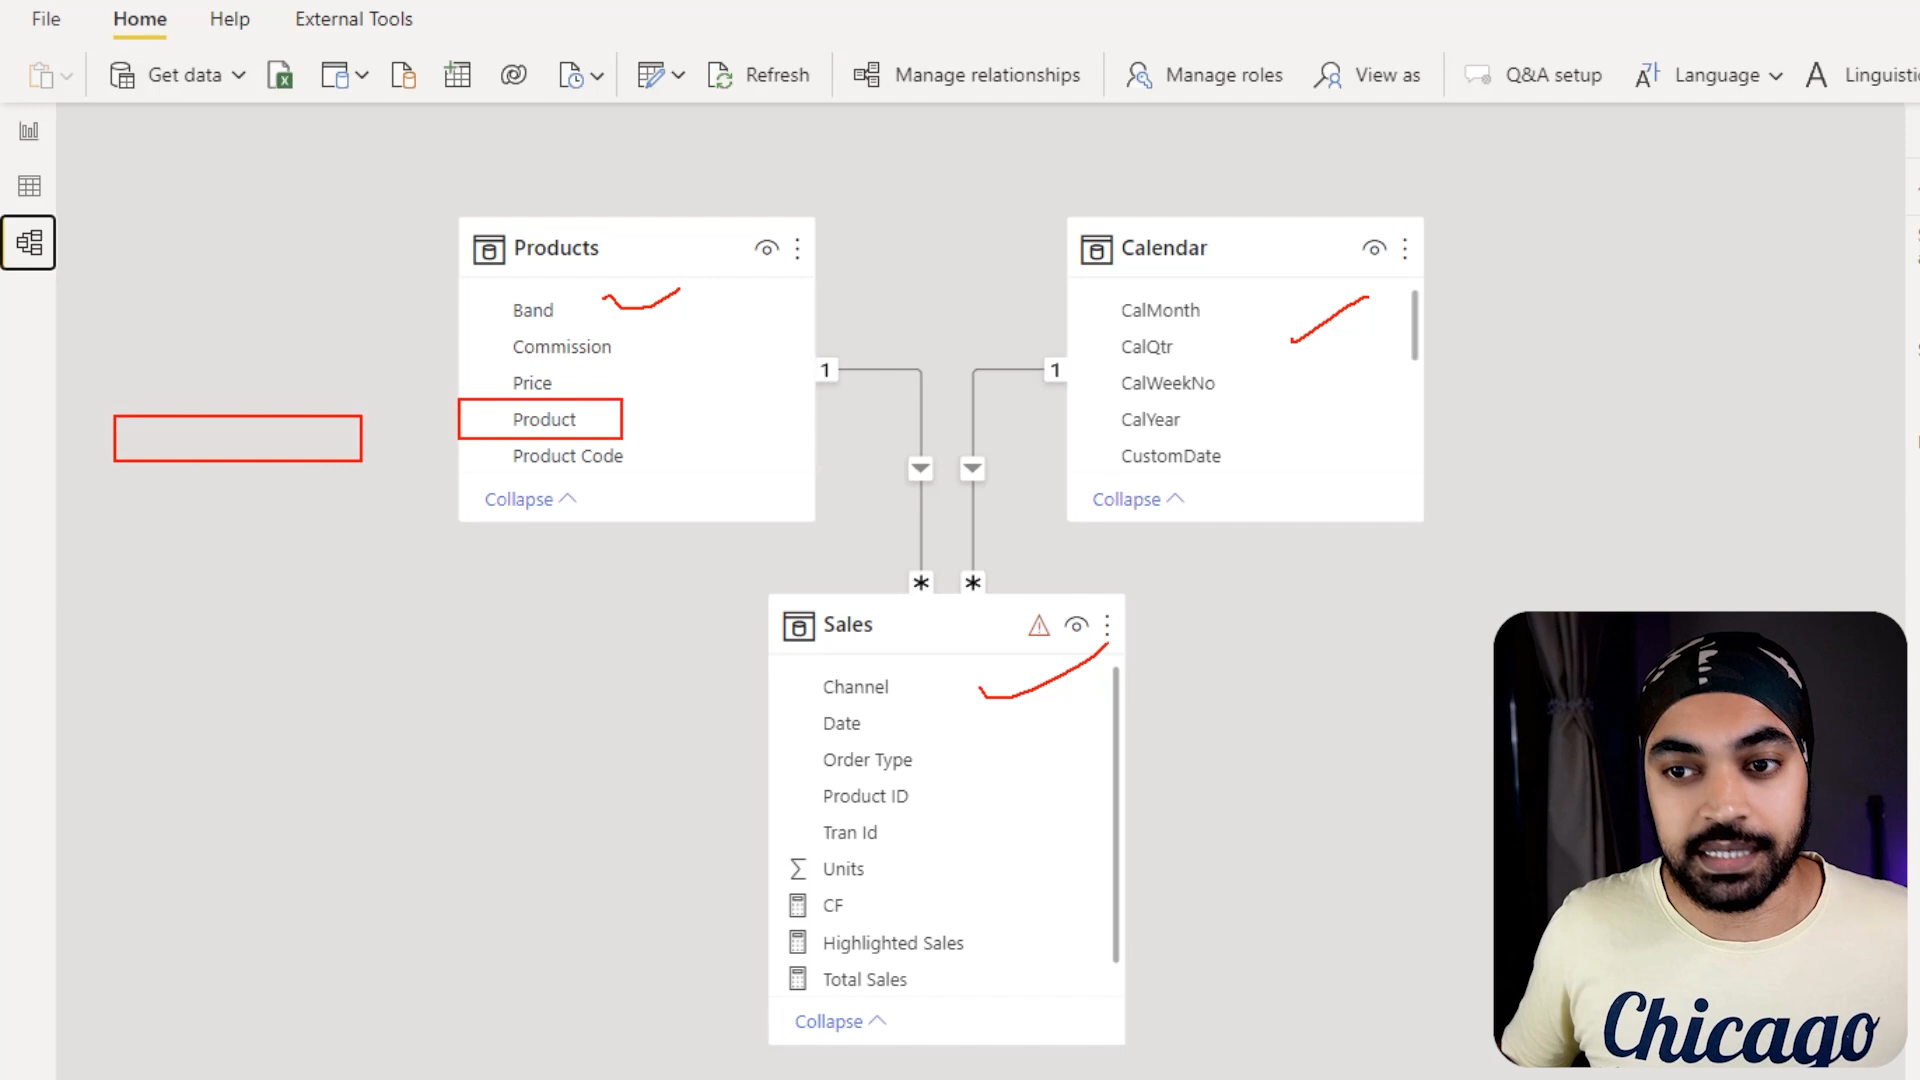 File Home Help External Tools
Get data Refresh Manage relationships Manage roles View as Q&A setup Language
Products
Band
Commission
Price
Product
Product Code
Collapse
Calendar
CalMonth
CalQtr
CalWeekNo
CalYear
CustomDate
Collapse
1
1
*
*
Sales
Channel
Date
Order Type
Product ID
Tran Id
Units
CF
Highlighted Sales
Total Sales
Collapse
Chicago